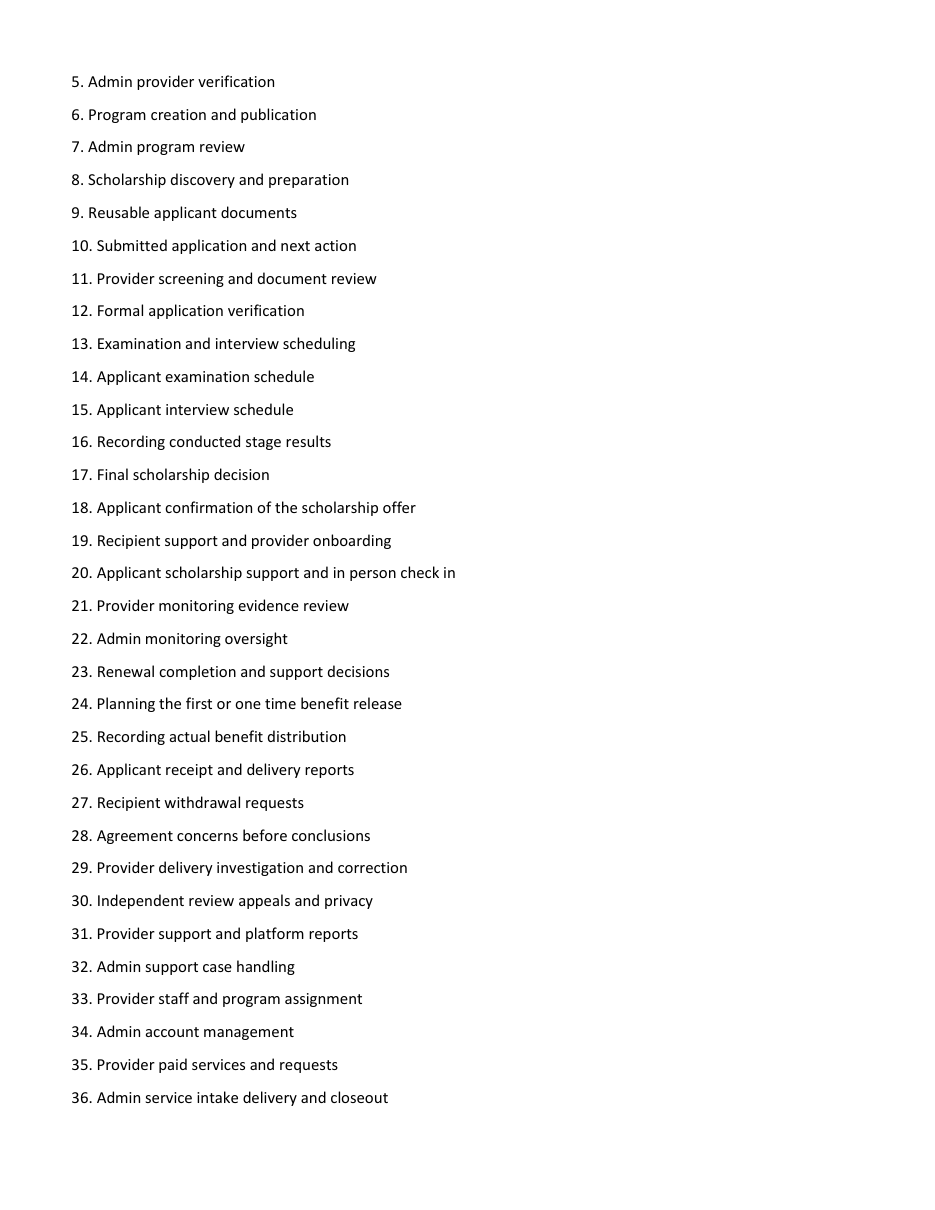 5. Admin provider verification
6. Program creation and publication
7. Admin program review
8. Scholarship discovery and preparation
9. Reusable applicant documents
10. Submitted application and next action
11. Provider screening and document review
12. Formal application verification
13. Examination and interview scheduling
14. Applicant examination schedule
15. Applicant interview schedule
16. Recording conducted stage results
17. Final scholarship decision
18. Applicant confirmation of the scholarship offer
19. Recipient support and provider onboarding
20. Applicant scholarship support and in person check in
21. Provider monitoring evidence review
22. Admin monitoring oversight
23. Renewal completion and support decisions
24. Planning the first or one time benefit release
25. Recording actual benefit distribution
26. Applicant receipt and delivery reports
27. Recipient withdrawal requests
28. Agreement concerns before conclusions
29. Provider delivery investigation and correction
30. Independent review appeals and privacy
31. Provider support and platform reports
32. Admin support case handling
33. Provider staff and program assignment
34. Admin account management
35. Provider paid services and requests
36. Admin service intake delivery and closeout